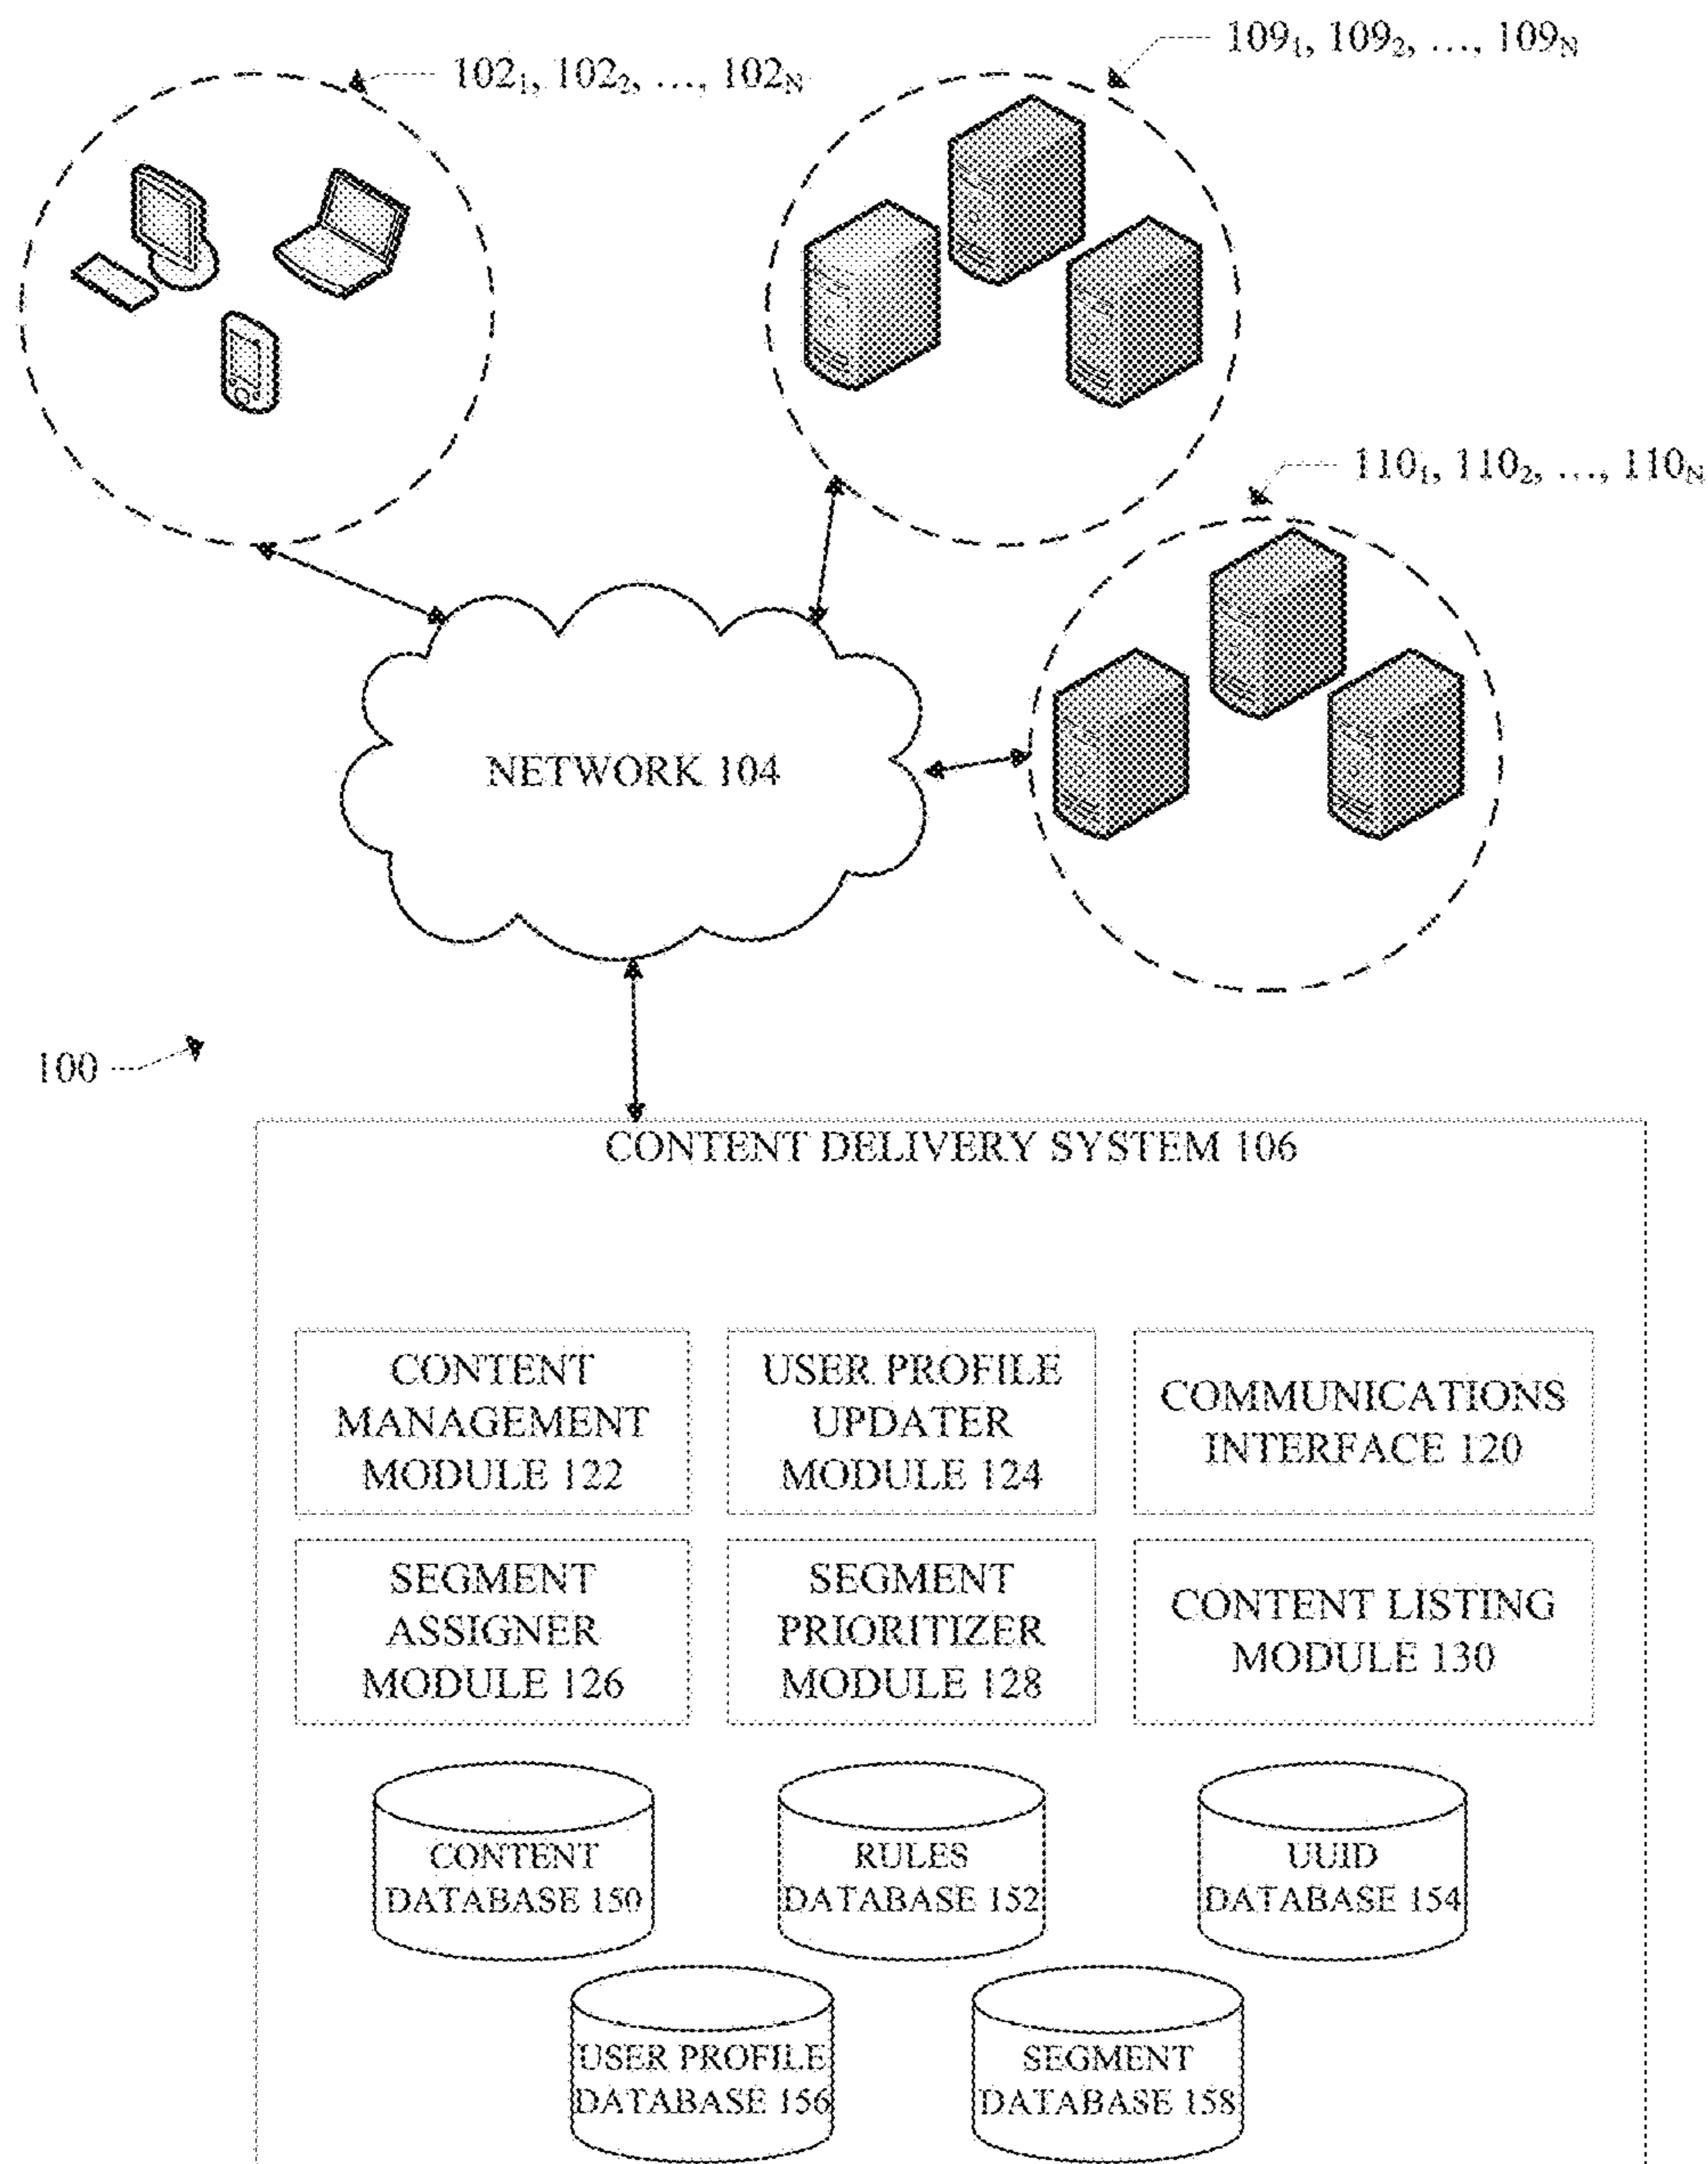 109₁, 109₂, ..., 109ₙ
102₁, 102₂, ..., 102ₙ
110₁, 110₂, ..., 110ₙ
NETWORK 104
100
CONTENT DELIVERY SYSTEM 106
CONTENT
MANAGEMENT
MODULE 122
USER PROFILE
UPDATER
MODULE 124
COMMUNICATIONS
INTERFACE 120
SEGMENT
ASSIGNER
MODULE 126
SEGMENT
PRIORITIZER
MODULE 128
CONTENT LISTING
MODULE 130
CONTENT
DATABASE 150
RULES
DATABASE 152
UUID
DATABASE 154
USER PROFILE
DATABASE 156
SEGMENT
DATABASE 158